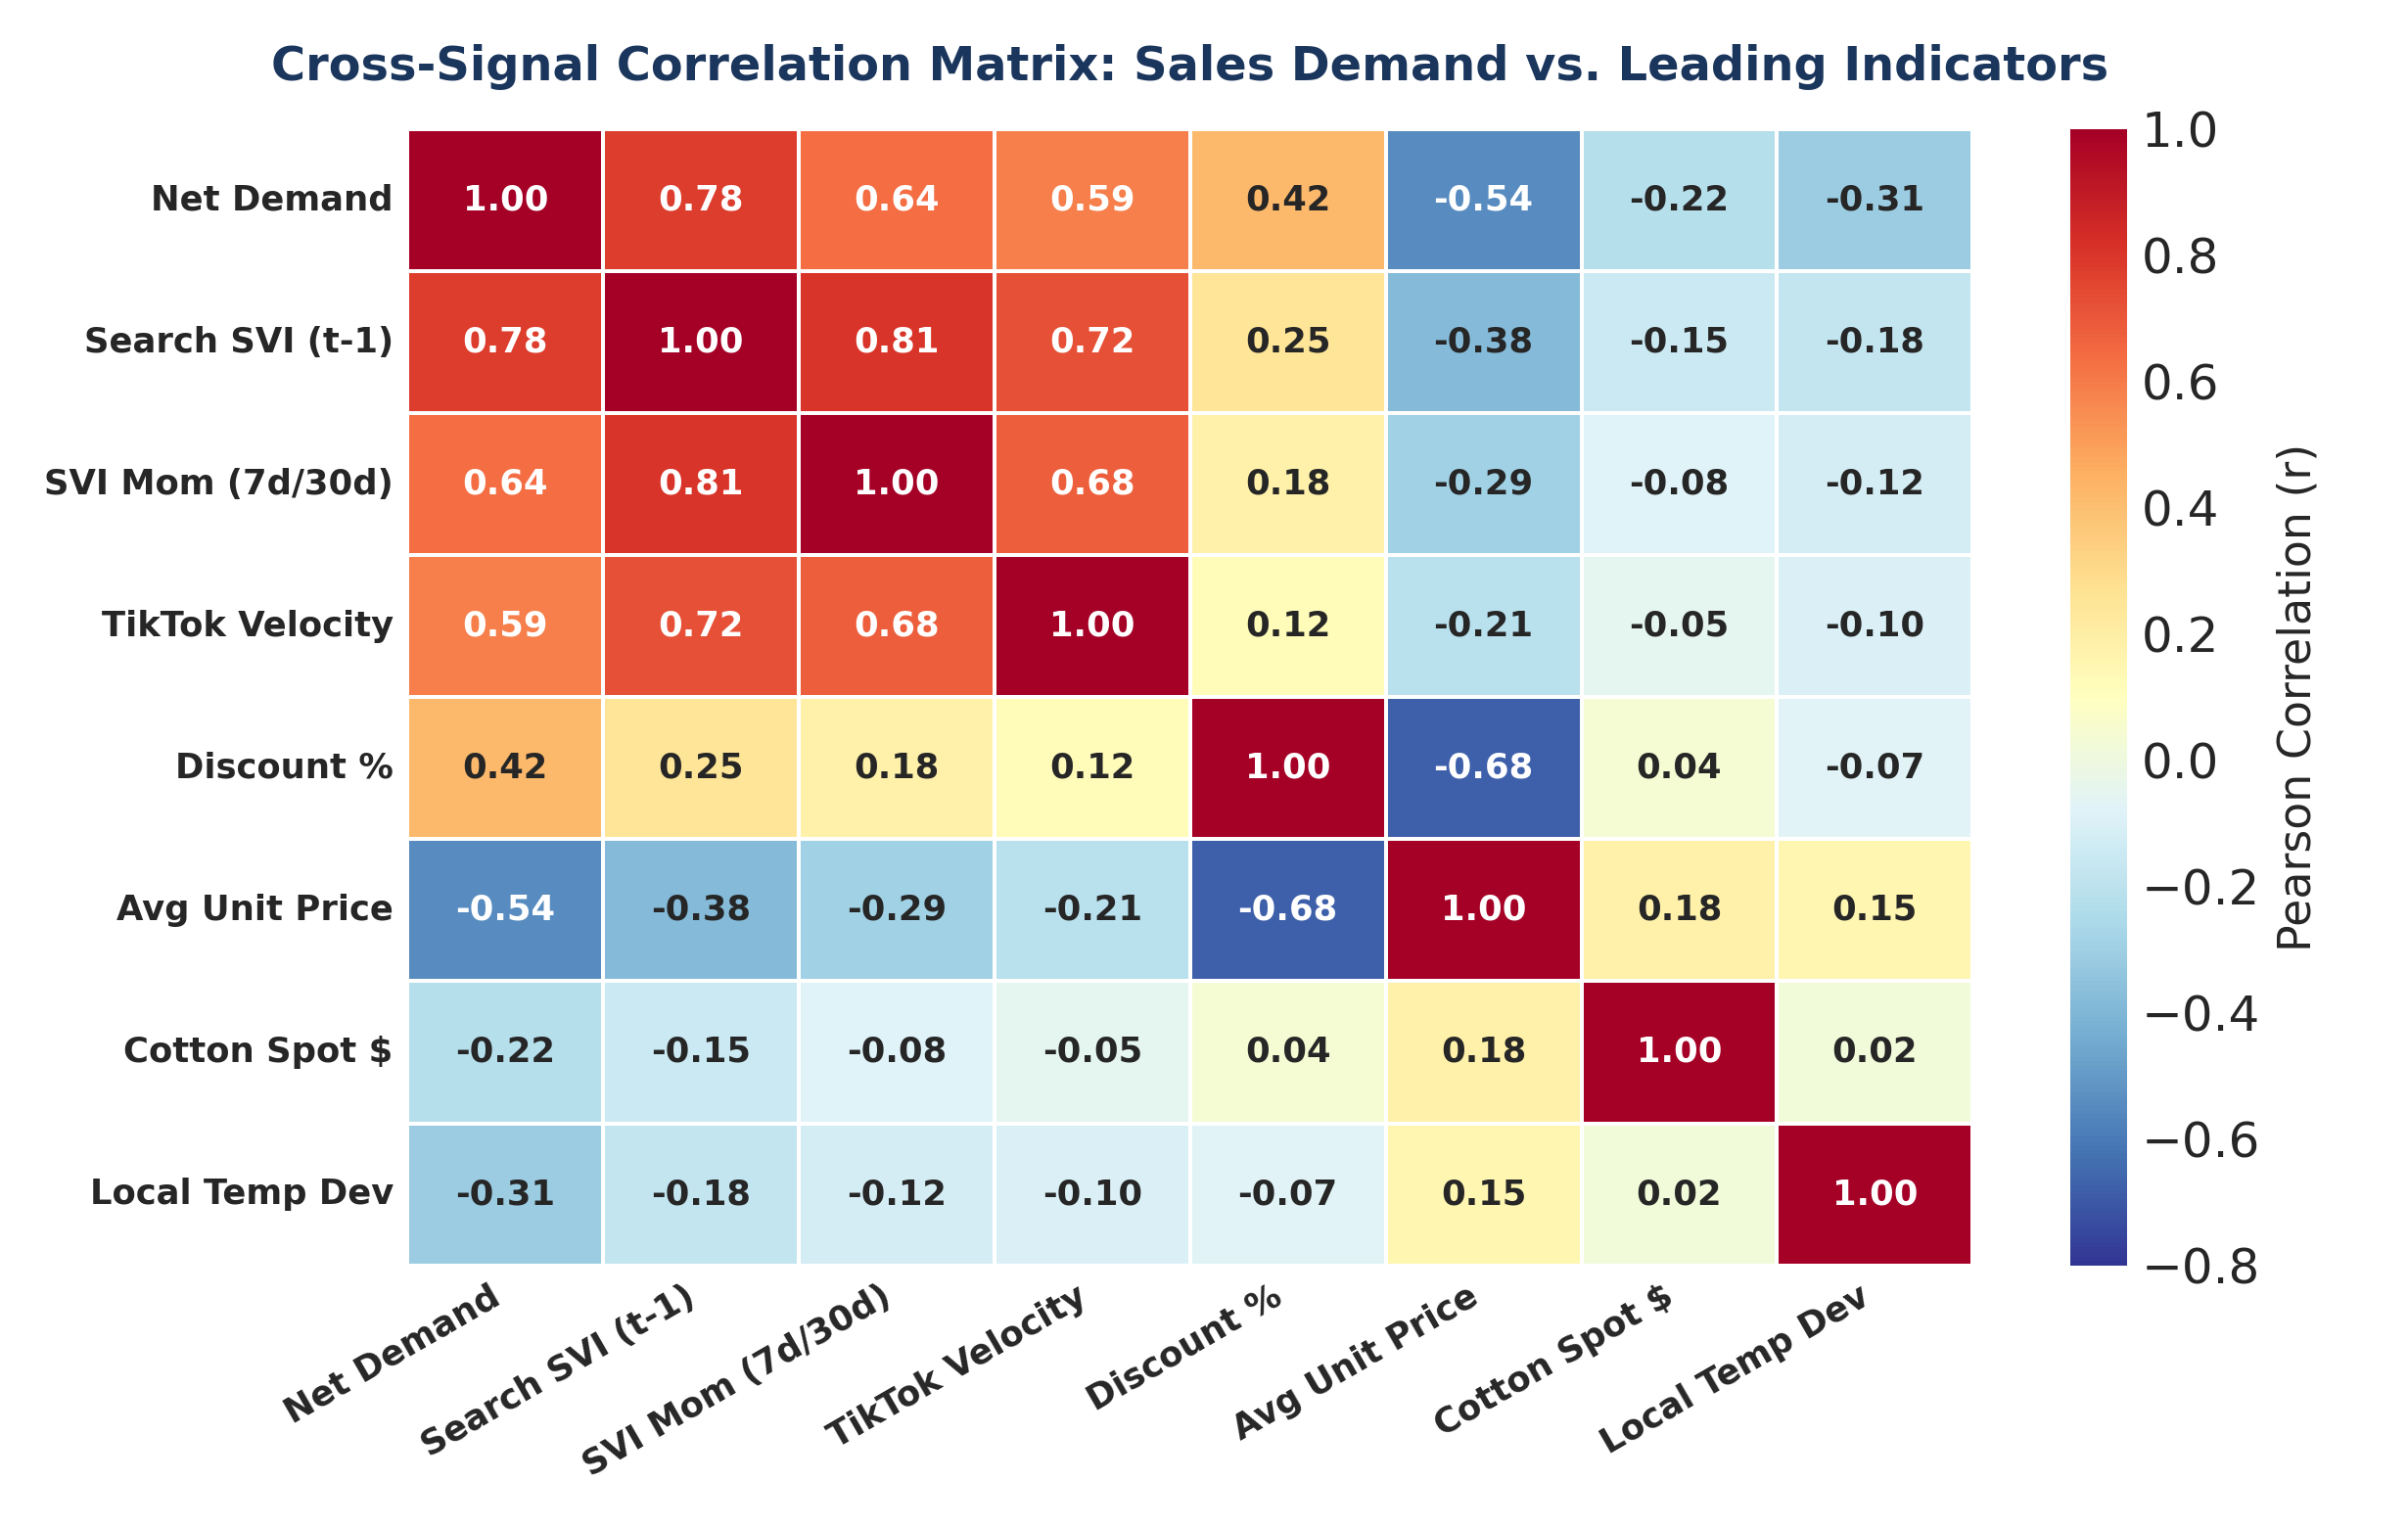 Cross-Signal Correlation Matrix: Sales Demand vs. Leading Indicators
Net Demand 1.00 0.78 0.64 0.59 0.42 -0.54 -0.22 -0.31
Search SVI (t-1) 0.78 1.00 0.81 0.72 0.25 -0.38 -0.15 -0.18
SVI Mom (7d/30d) 0.64 0.81 1.00 0.68 0.18 -0.29 -0.08 -0.12
TikTok Velocity 0.59 0.72 0.68 1.00 0.12 -0.21 -0.05 -0.10
Discount % 0.42 0.25 0.18 0.12 1.00 -0.68 0.04 -0.07
Avg Unit Price -0.54 -0.38 -0.29 -0.21 -0.68 1.00 0.18 0.15
Cotton Spot $ -0.22 -0.15 -0.08 -0.05 0.04 0.18 1.00 0.02
Local Temp Dev -0.31 -0.18 -0.12 -0.10 -0.07 0.15 0.02 1.00
Net Demand
Search SVI (t-1)
SVI Mom (7d/30d)
TikTok Velocity
Discount %
Avg Unit Price
Cotton Spot $
Local Temp Dev
1.0
0.8
0.6
0.4
0.2
0.0
−0.2
−0.4
−0.6
−0.8
Pearson Correlation (r)